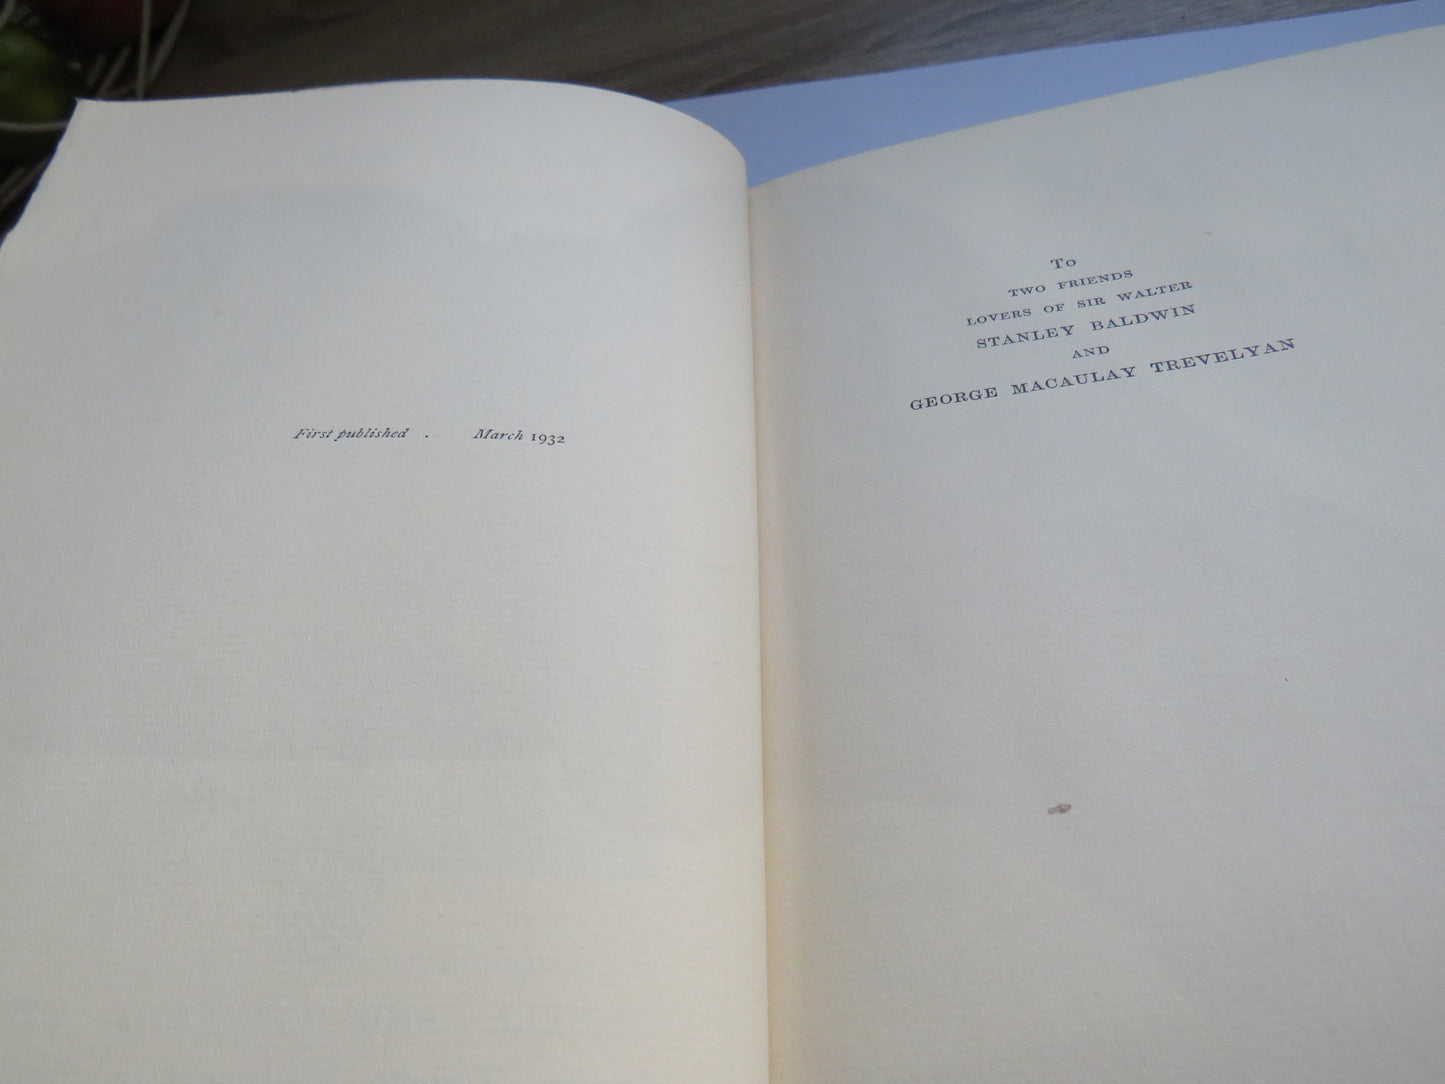 First published . March 1932
To
TWO FRIENDS
LOVERS OF SIR WALTER
STANLEY BALDWIN
AND
GEORGE MACAULAY TREVELYAN